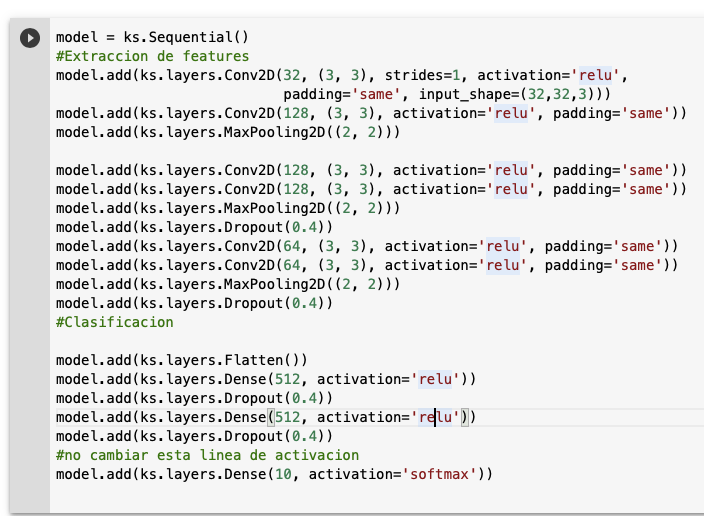 model = ks.Sequential()
#Extraccion de features
model.add(ks.layers.Conv2D(32, (3, 3), strides=1, activation='relu',
                           padding='same', input_shape=(32,32,3)))
model.add(ks.layers.Conv2D(128, (3, 3), activation='relu', padding='same'))
model.add(ks.layers.MaxPooling2D((2, 2)))

model.add(ks.layers.Conv2D(128, (3, 3), activation='relu', padding='same'))
model.add(ks.layers.Conv2D(128, (3, 3), activation='relu', padding='same'))
model.add(ks.layers.MaxPooling2D((2, 2)))
model.add(ks.layers.Dropout(0.4))
model.add(ks.layers.Conv2D(64, (3, 3), activation='relu', padding='same'))
model.add(ks.layers.Conv2D(64, (3, 3), activation='relu', padding='same'))
model.add(ks.layers.MaxPooling2D((2, 2)))
model.add(ks.layers.Dropout(0.4))
#Clasificacion

model.add(ks.layers.Flatten())
model.add(ks.layers.Dense(512, activation='relu'))
model.add(ks.layers.Dropout(0.4))
model.add(ks.layers.Dense(512, activation='relu'))
model.add(ks.layers.Dropout(0.4))
#no cambiar esta linea de activacion
model.add(ks.layers.Dense(10, activation='softmax'))